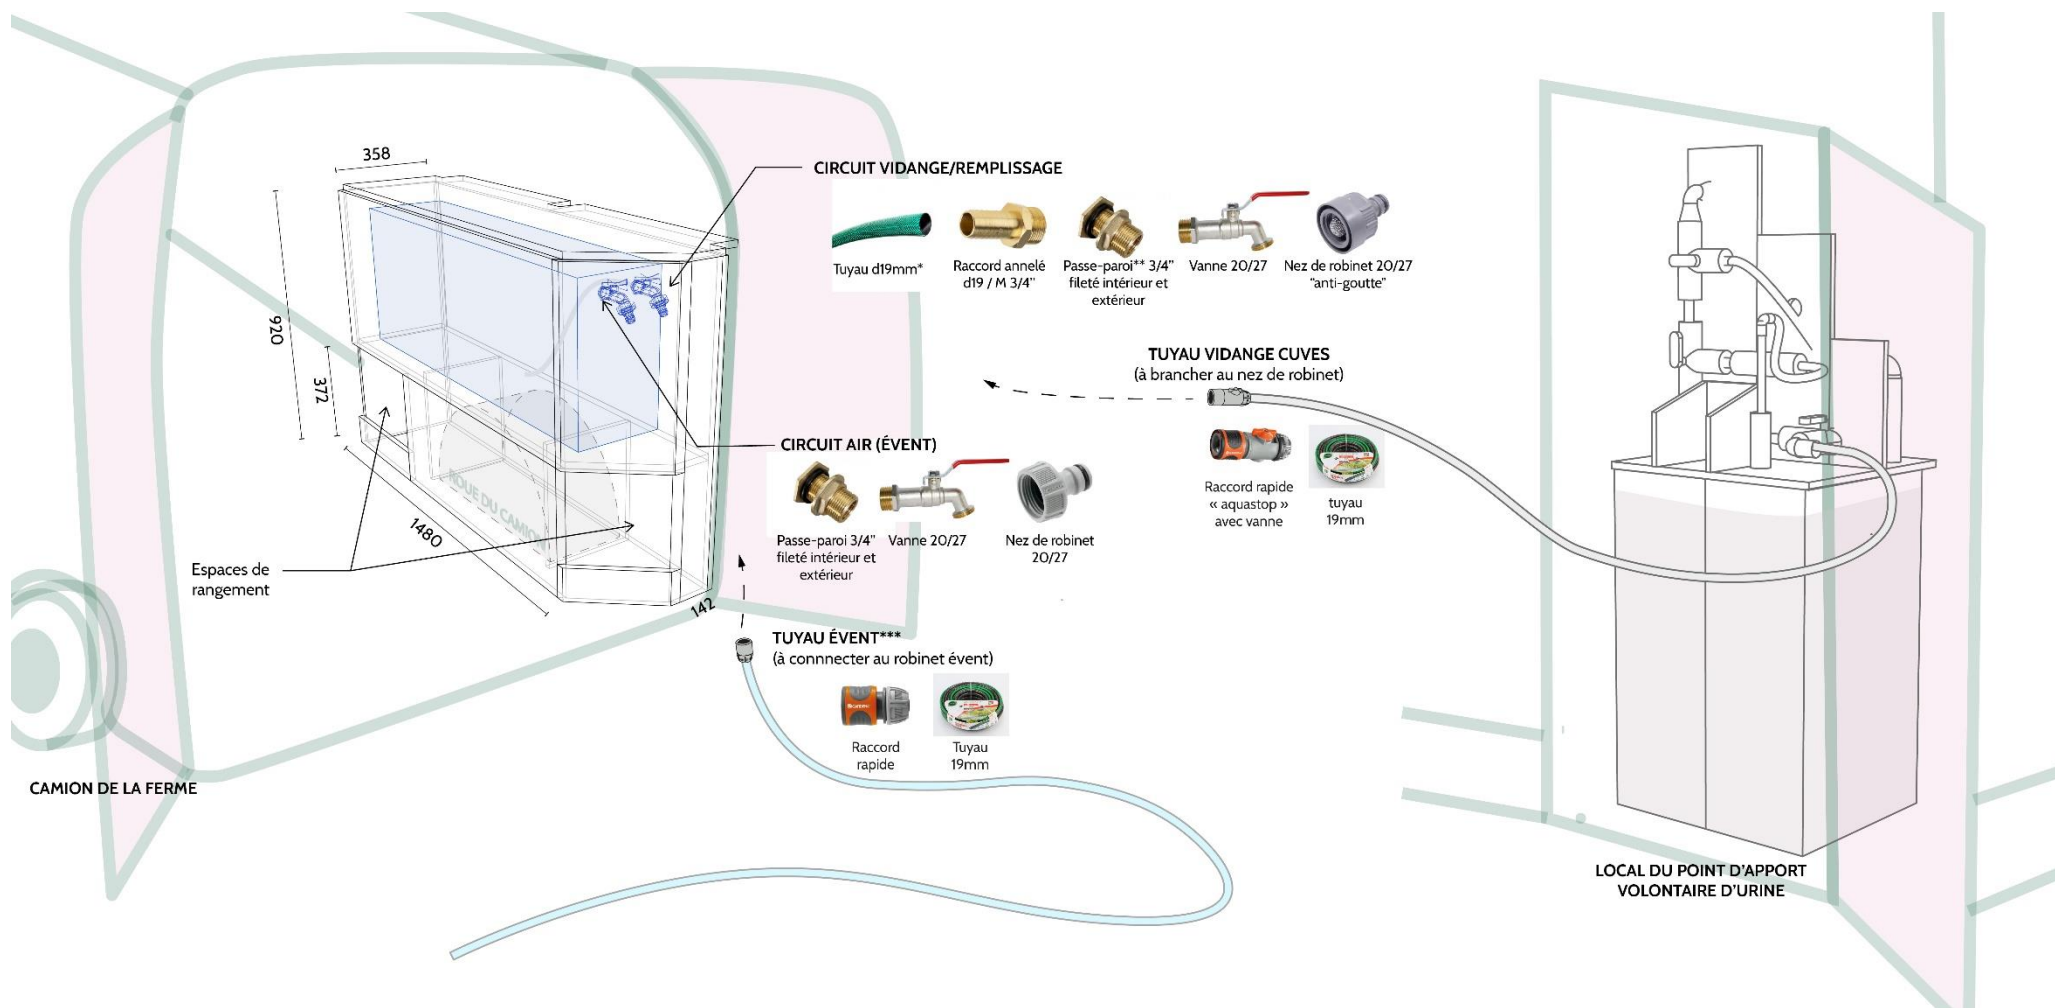 358
920
372
1480
142
ROUE DU CAMION
Espaces de
rangement
CAMION DE LA FERME
CIRCUIT VIDANGE/REMPLISSAGE
Tuyau d19mm*
Raccord annelé
d19 / M 3/4"
Passe-paroi** 3/4"
fileté intérieur et
extérieur
Vanne 20/27
Nez de robinet 20/27
"anti-goutte"
TUYAU VIDANGE CUVES
(à brancher au nez de robinet)
Raccord rapide
« aquastop »
avec vanne
tuyau
19mm
CIRCUIT AIR (ÉVENT)
Passe-paroi 3/4"
fileté intérieur et
extérieur
Vanne 20/27
Nez de robinet
20/27
TUYAU ÉVENT***
(à connnecter au robinet évent)
Raccord
rapide
Tuyau
19mm
LOCAL DU POINT D'APPORT
VOLONTAIRE D'URINE